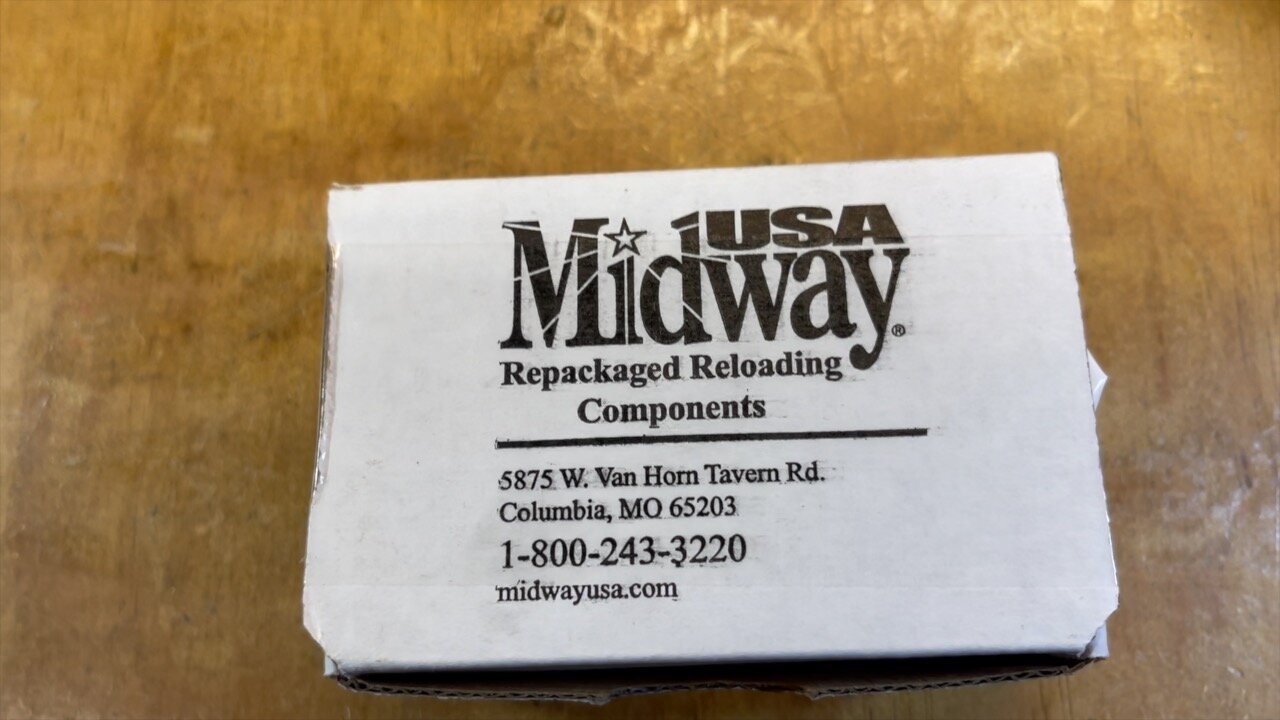 Midway USA®
Repackaged Reloading
Components
5875 W. Van Horn Tavern Rd.
Columbia, MO 65203
1-800-243-3220
midwayusa.com